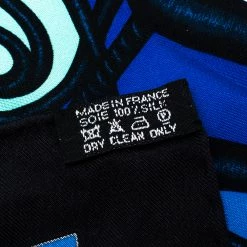 MADE IN FRANCE
SOIE 100% SILK
DRY CLEAN ONLY